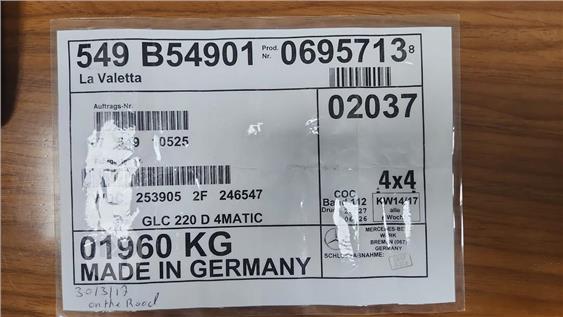 549 B54901 Prod. Nr. 0695713 8
La Valetta
Auftrags-Nr.
02037
10525
253905 2F 246547
GLC 220 D 4MATIC
4x4
COC
KW14/17
alle
MERCEDES-BE
WERK
BREMEN (067)
GERMANY
01960 KG
MADE IN GERMANY
30/3/17
on the Road